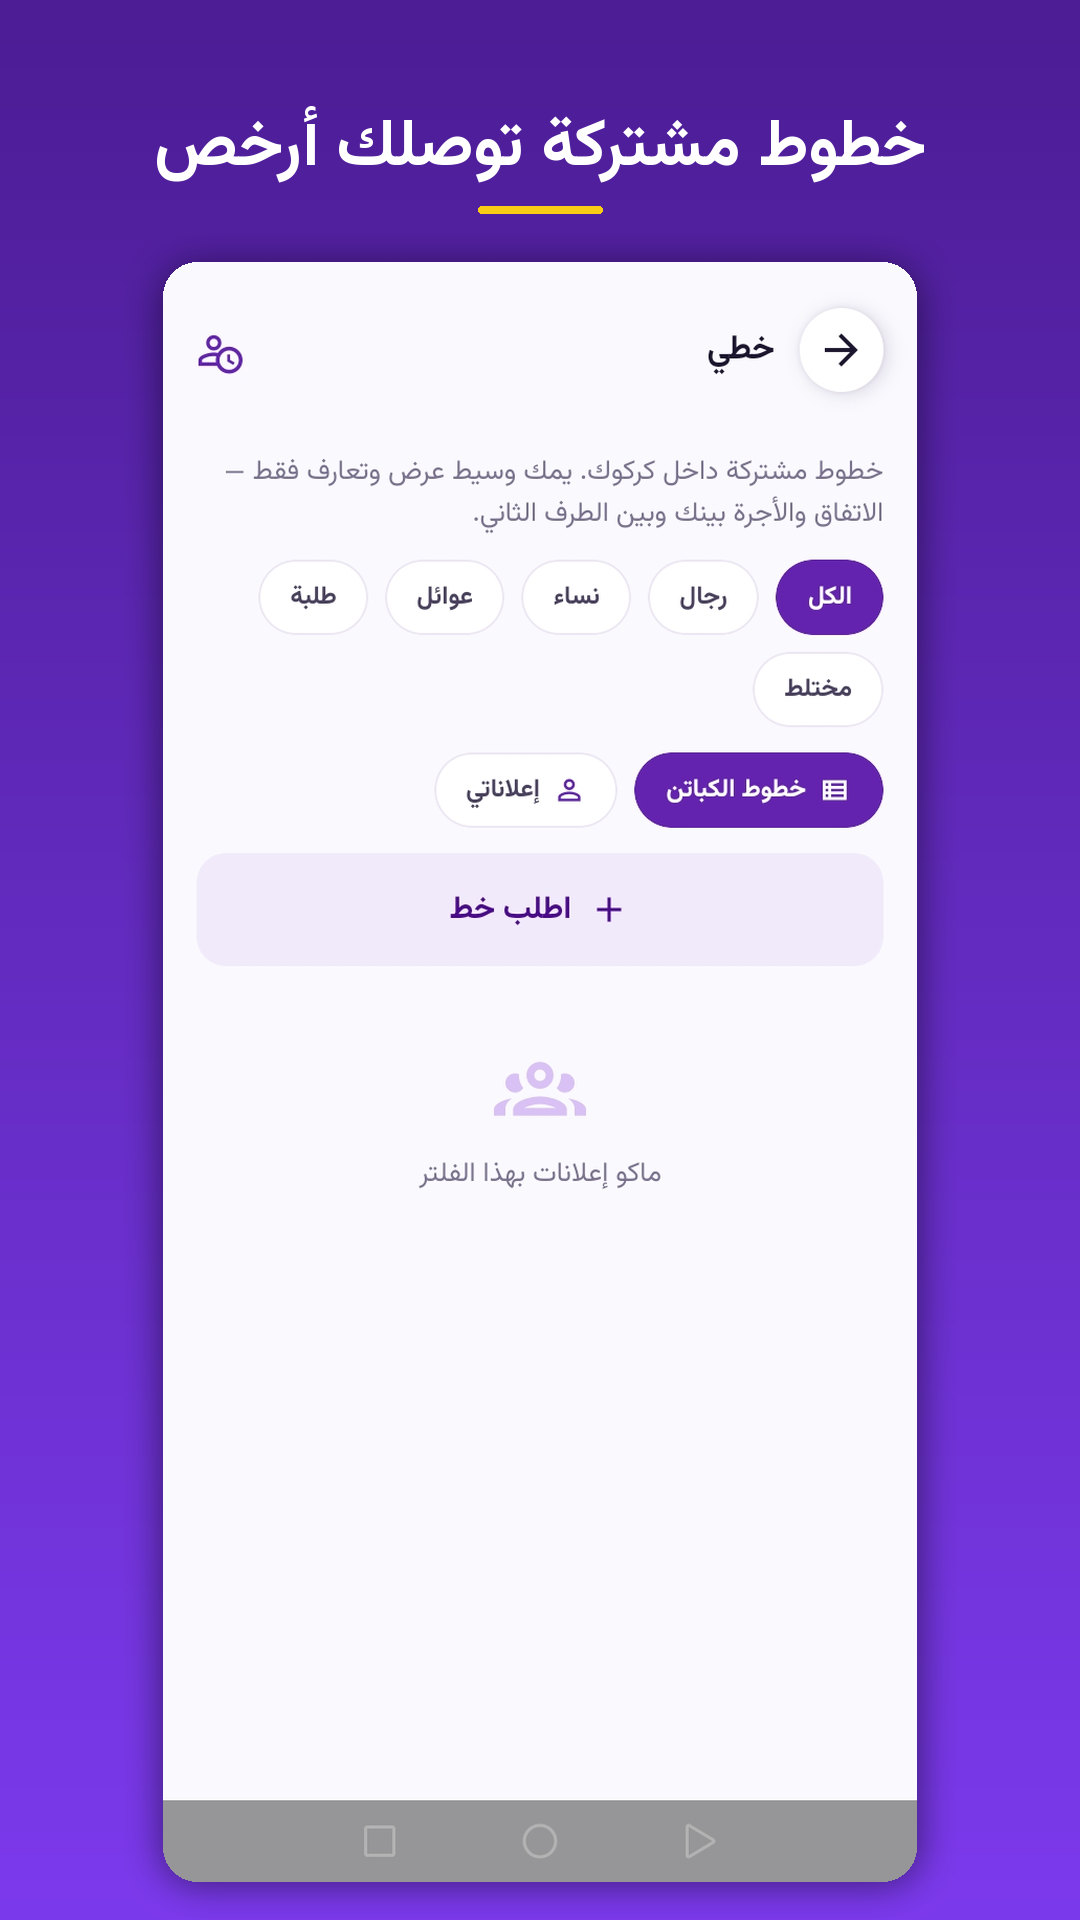 خطوط مشتركة توصلك أرخص
خطي
خطوط مشتركة داخل كركوك. يمك وسيط عرض وتعارف فقط —
الاتفاق والأجرة بينك وبين الطرف الثاني.
الكل رجال نساء عوائل طلبة
مختلط
خطوط الكباتن إعلاناتي
اطلب خط
ماكو إعلانات بهذا الفلتر